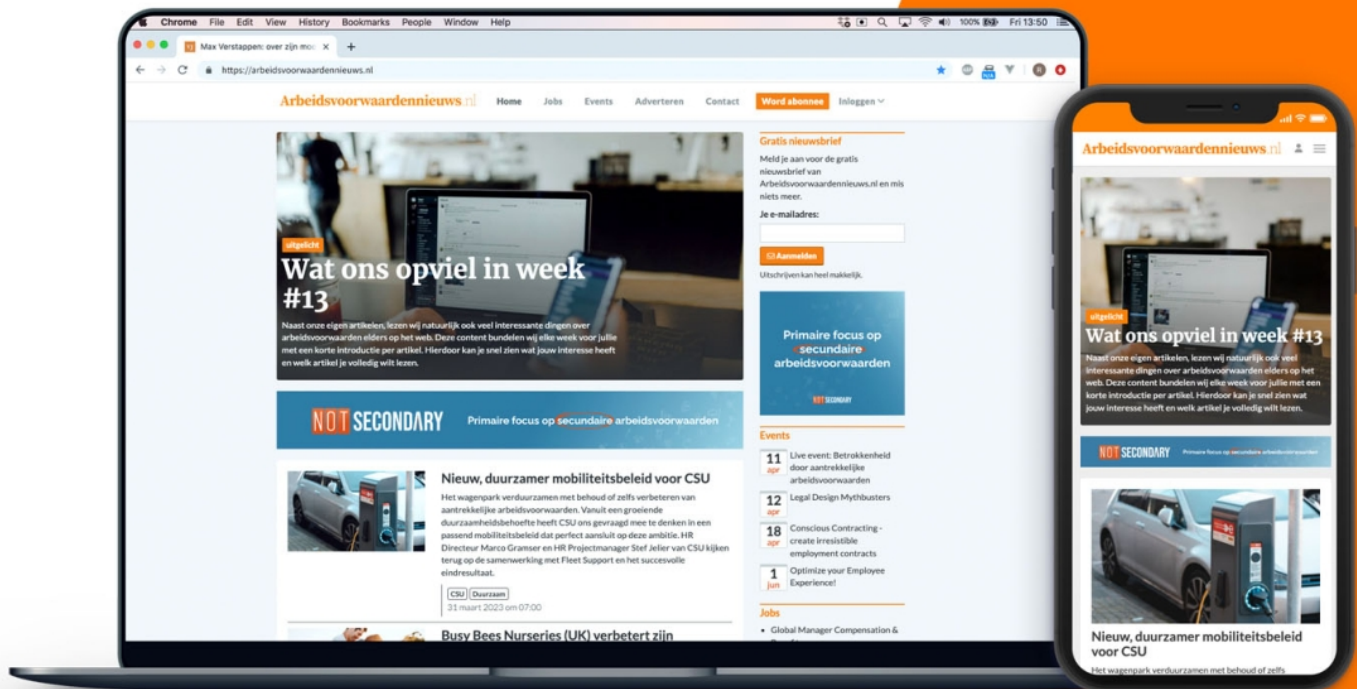 Chrome File Edit View History Bookmarks People Window Help
100% Fri 13:50
Max Verstappen: over zijn mo
https://arbeidsvoorwaardennieuws.nl
Arbeidsvoorwaardennieuws.nl Home Jobs Events Adverteren Contact Word abonnee Inloggen
uitgelicht
Wat ons opviel in week
#13
Naast onze eigen artikelen, lezen wij natuurlijk ook veel interessante dingen over
arbeidsvoorwaarden elders op het web. Deze content bundelen wij elke week voor jullie
met een korte introductie per artikel. Hierdoor kan je snel zien wat jouw interesse heeft
en welk artikel je volledig wilt lezen.
NOT SECONDARY Primaire focus op secundaire arbeidsvoorwaarden
Nieuw, duurzamer mobiliteitsbeleid voor CSU
Het wagenpark verduurzamen met behoud of zelfs verbeteren van
aantrekkelijke arbeidsvoorwaarden. Vanuit een groeiende
duurzaamheidsbehoefte heeft CSU ons gevraagd mee te denken in een
passend mobiliteitsbeleid dat perfect aansluit op deze ambitie. HR
Directeur Marco Gramser en HR Projectmanager Stef Jelier van CSU kijken
terug op de samenwerking met Fleet Support en het succesvolle
eindresultaat.
CSU Duurzaam
31 maart 2023 om 07:00
Busy Bees Nurseries (UK) verbetert zijn
Gratis nieuwsbrief
Meld je aan voor de gratis
nieuwsbrief van
Arbeidsvoorwaardennieuws.nl en mis
niets meer.
Je e-mailadres:
Aanmelden
Uitschrijven kan heel makkelijk.
Primaire focus op
secundaire
arbeidsvoorwaarden
NOT SECONDARY
Events
11 apr Live event: Betrokkenheid
door aantrekkelijke
arbeidsvoorwaarden
12 apr Legal Design Mythbusters
18 apr Conscious Contracting -
create irresistible
employment contracts
1 jun Optimize your Employee
Experience!
Jobs
Global Manager Compensation &
Arbeidsvoorwaardennieuws.nl
uitgelicht
Wat ons opviel in week #13
Naast onze eigen artikelen, lezen wij natuurlijk ook veel
interessante dingen over arbeidsvoorwaarden elders op het
web. Deze content bundelen wij elke week voor jullie met een
korte introductie per artikel. Hierdoor kan je snel zien wat
jouw interesse heeft en welk artikel je volledig wilt lezen.
NOT SECONDARY Primaire focus op secundaire arbeidsvoorwaarden
Nieuw, duurzamer mobiliteitsbeleid
voor CSU
Het wagenpark verduurzamen met behoud of zelfs